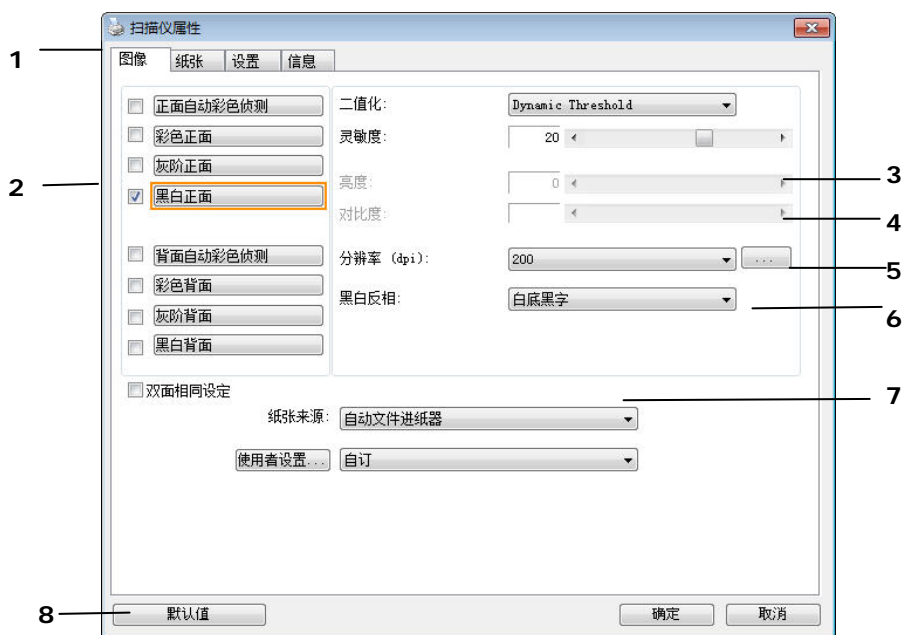 扫描仪属性
1
图像 纸张 设置 信息
正面自动彩色侦测
彩色正面
灰阶正面
2
黑白正面
背面自动彩色侦测
彩色背面
灰阶背面
黑白背面
二值化: Dynamic Threshold
灵敏度: 20
亮度: 0
3
对比度:
4
分辨率 (dpi): 200 ...
5
黑白反相: 白底黑字
6
双面相同设定
7
纸张来源: 自动文件进纸器
使用者设置... 自订
8
默认值 确定 取消